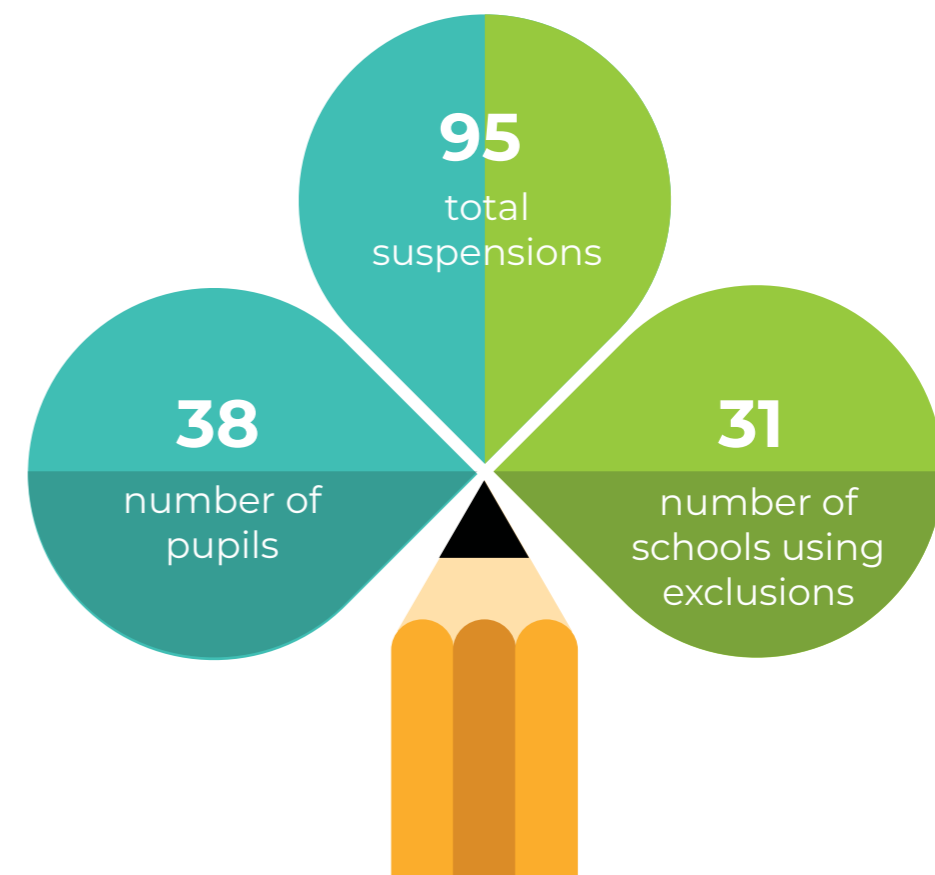 95
total
suspensions
38
number of
pupils
31
number of
schools using
exclusions